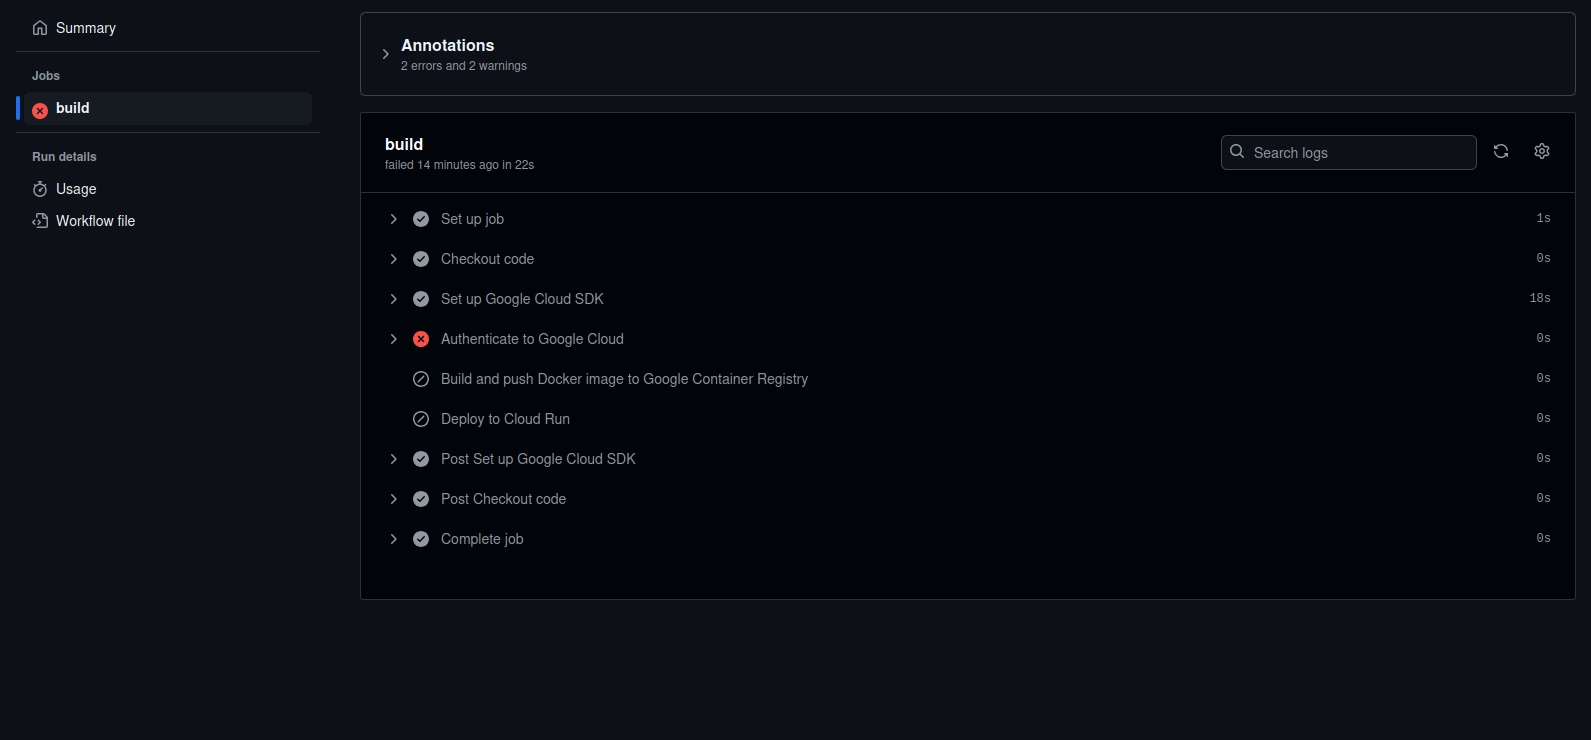 Summary
Jobs
build
Run details
Usage
Workflow file
Annotations
2 errors and 2 warnings
build
failed 14 minutes ago in 22s
Search logs
Set up job 1s
Checkout code 0s
Set up Google Cloud SDK 18s
Authenticate to Google Cloud 0s
Build and push Docker image to Google Container Registry 0s
Deploy to Cloud Run 0s
Post Set up Google Cloud SDK 0s
Post Checkout code 0s
Complete job 0s